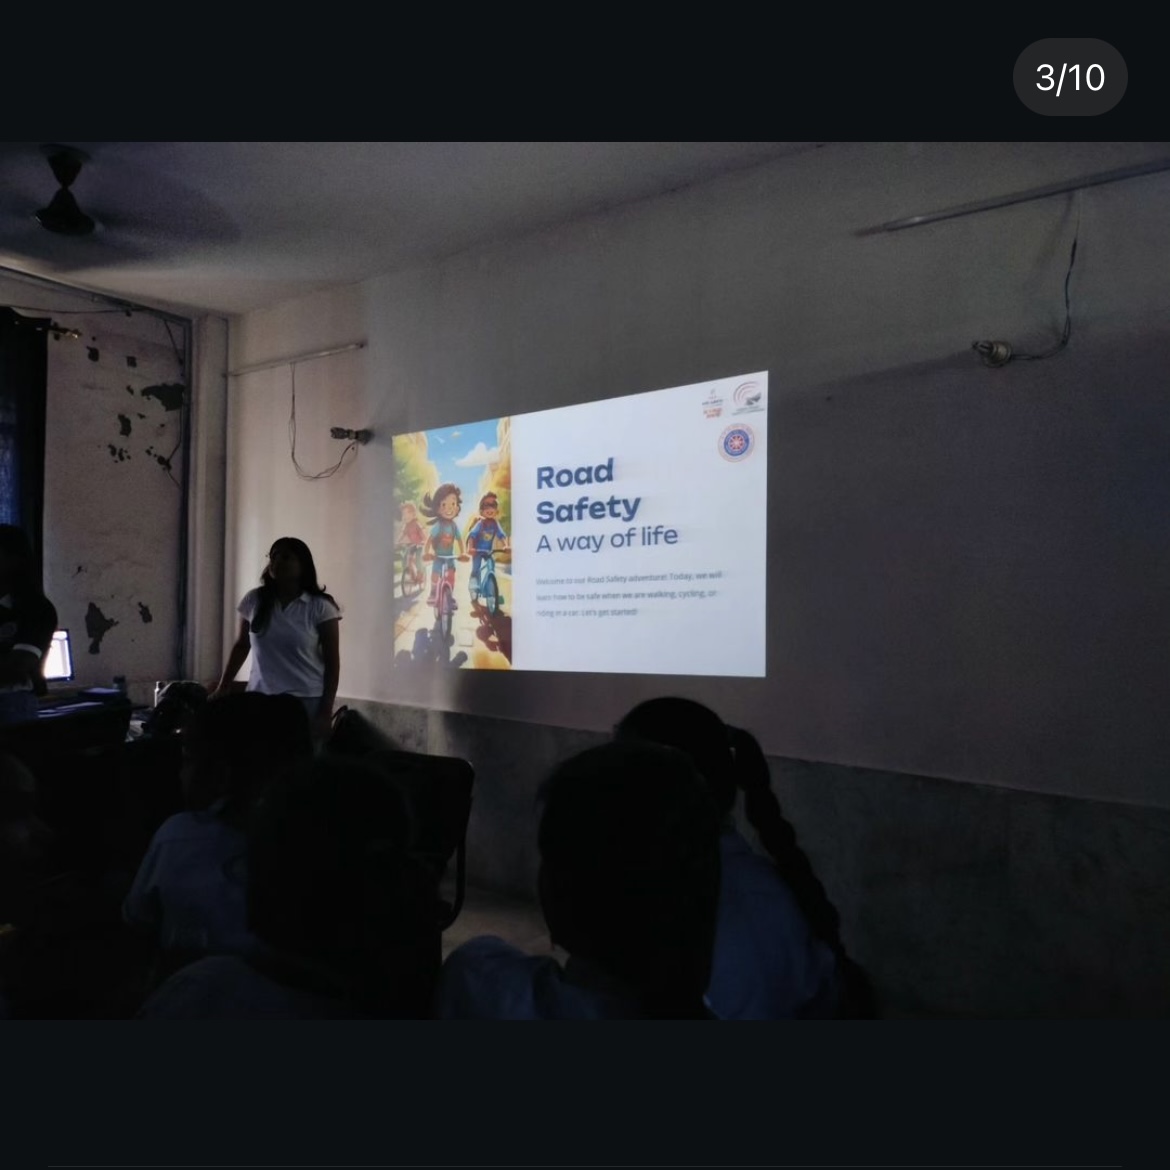 3/10
Road
Safety
A way of life
Welcome to our Road Safety adventure! Today, we will
learn how to be safe when we are walking, cycling, or
riding in a car. Let's get started!